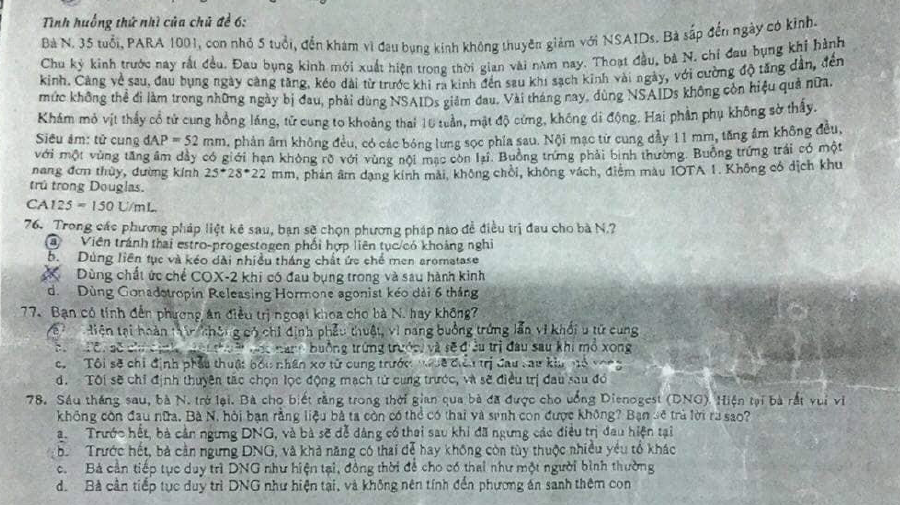 Tình huống thứ nhì của chủ đề 6:
Bà N. 35 tuổi, PARA 1001, con nhỏ 5 tuổi, đến khám vì đau bụng kinh không thuyên giảm với NSAIDs. Bà sắp đến ngày có kinh.
Chu kỳ kinh trước nay rất đều. Đau bụng kinh mới xuất hiện trong thời gian vài năm nay. Thoạt đầu, bà N. chỉ đau bụng khi hành
kinh. Càng về sau, đau bụng ngày càng tăng, kéo dài từ trước khi ra kinh đến sau khi sạch kinh vài ngày, với cường độ tăng dần, đến
mức không thể đi làm trong những ngày bị đau, phải dùng NSAIDs giảm đau. Vài tháng nay, dùng NSAIDs không còn hiệu quả nữa.
Khám mỏ vịt thấy cổ tử cung hồng láng, tử cung to khoảng thai 10 tuần, mật độ cứng, không di động. Hai phần phụ không sờ thấy.
Siêu âm: tử cung dAP = 52 mm, phản âm không đều, có các bóng lưng sọc phía sau. Nội mạc tử cung dầy 11 mm, tăng âm không đều,
với một vùng tăng âm dầy có giới hạn không rõ với vùng nội mạc còn lại. Buồng trứng phải bình thường. Buồng trứng trái có một
nang đơn thùy, đường kính 25*28*22 mm, phản âm dạng kính mài, không chồi, không vách, điểm màu IOTA 1. Không có dịch khu
trú trong Douglas.
CA125 = 150 U/mL.
76. Trong các phương pháp liệt kê sau, bạn sẽ chọn phương pháp nào để điều trị đau cho bà N.?
a. Viên tránh thai estro-progestogen phối hợp liên tục/có khoảng nghỉ
b. Dùng liên tục và kéo dài nhiều tháng chất ức chế men aromatase
Dùng chất ức chế COX-2 khi có đau bụng trong và sau hành kinh
d. Dùng Gonadotropin Releasing Hormone agonist kéo dài 6 tháng
77. Bạn có tính đến phương án điều trị ngoại khoa cho bà N. hay không?
Hiện tại hoàn không có chỉ định phẫu thuật, vì nang buồng trứng lẫn vì khối u tử cung
buồng trứng trước, và sẽ điều trị đau sau khi mổ xong
c. Tôi sẽ chỉ định phẫu thuật bóc nhân xơ tử cung trước
d. Tôi sẽ chỉ định thuyên tắc chọn lọc động mạch tử cung trước, và sẽ điều trị đau sau đó
78. Sáu tháng sau, bà N. trở lại. Bà cho biết rằng trong thời gian qua bà đã được cho uống Dienogest (DNG). Hiện tại bà rất vui vì
không còn đau nữa. Bà N. hỏi bạn rằng liệu bà ta còn có thể có thai và sanh con được không? Bạn sẽ trả lời ra sao?
a. Trước hết, bà cần ngưng DNG, và bà sẽ dễ dàng có thai sau khi đã ngưng các điều trị đau hiện tại
b. Trước hết, bà cần ngưng DNG, và khả năng có thai dễ hay không còn tùy thuộc nhiều yếu tố khác
c. Bà cần tiếp tục duy trì DNG như hiện tại, đồng thời để cho có thai như một người bình thường
d. Bà cần tiếp tục duy trì DNG như hiện tại, và không nên tính đến phương án sanh thêm con